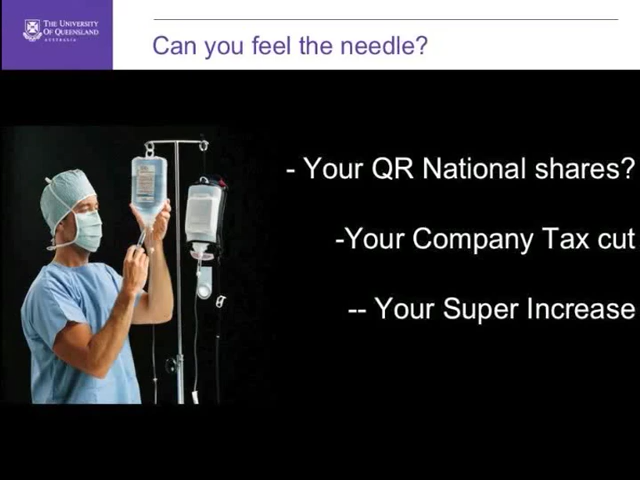 THE UNIVERSITY
OF QUEENSLAND
AUSTRALIA
Can you feel the needle?
- Your QR National shares?
-Your Company Tax cut
-- Your Super Increase